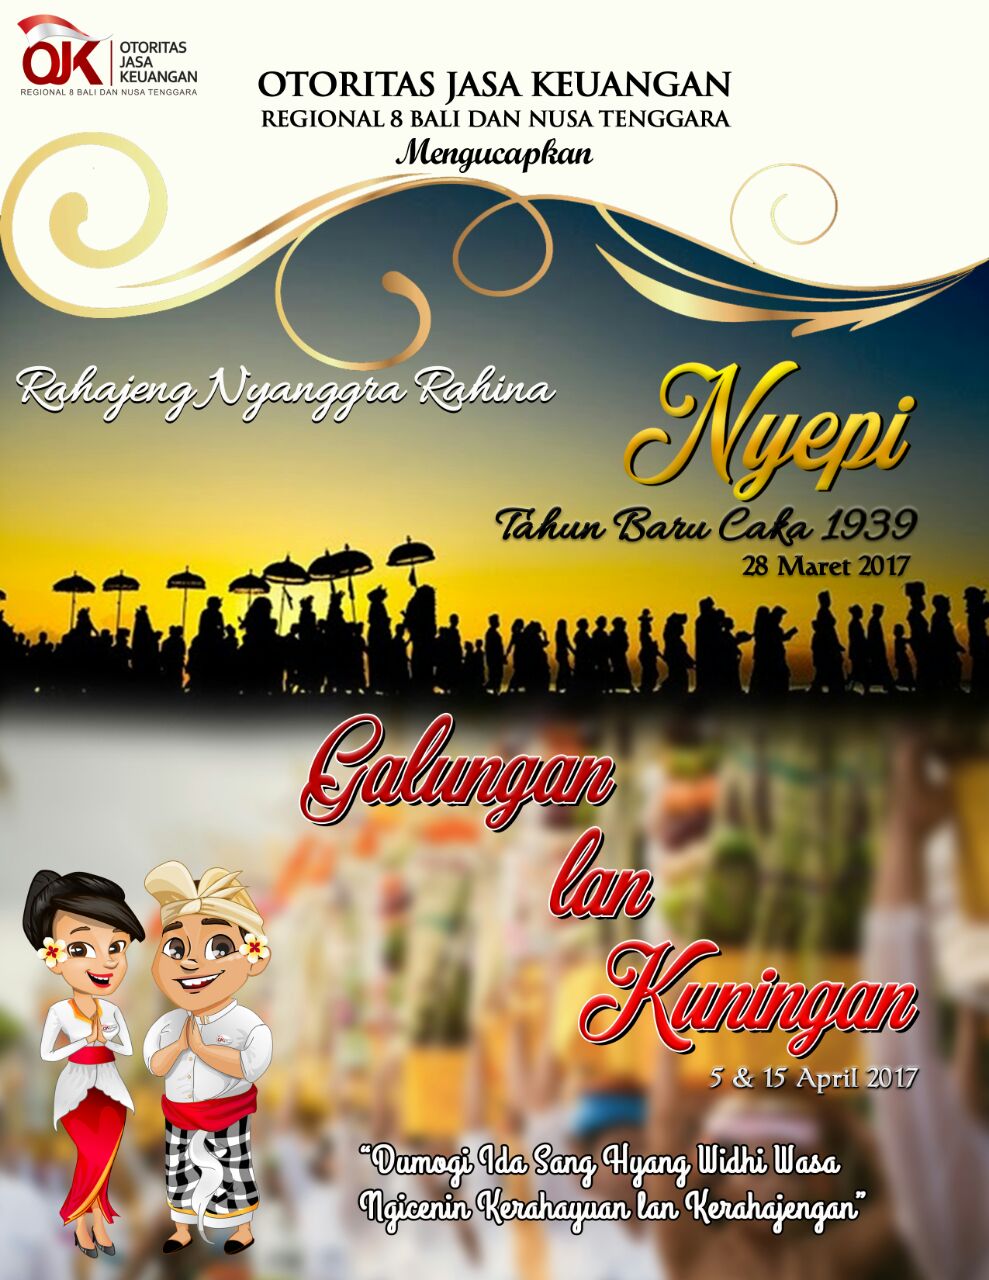 OJK
OTORITAS
JASA
KEUANGAN
REGIONAL 8 BALI DAN NUSA TENGGARA
OTORITAS JASA KEUANGAN
REGIONAL 8 BALI DAN NUSA TENGGARA
Mengucapkan
Rahajeng Nyanggra Rahina
Nyepi
Tahun Baru Caka 1939
28 Maret 2017
Galungan
lan
Kuningan
5 & 15 April 2017
“Dumogi Ida Sang Hyang Widhi Wasa
Ngicenin Kerahayuan lan Kerahajengan”